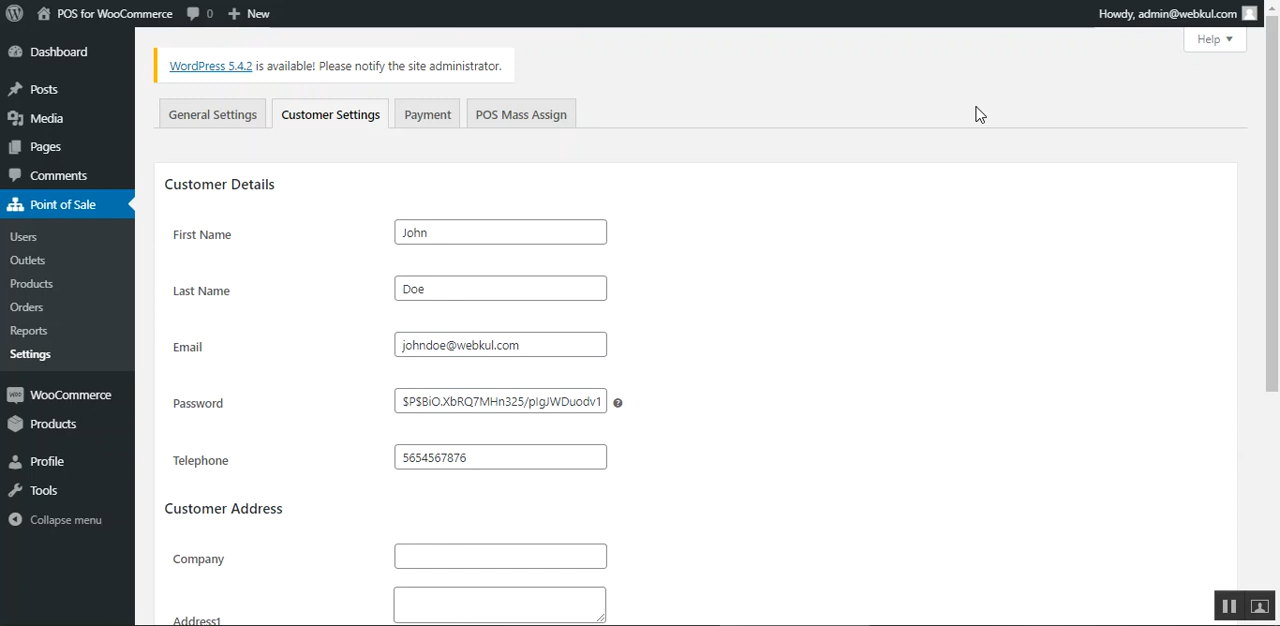 POS for WooCommerce 0 New Howdy, admin@webkul.com
Help
Dashboard
Posts
Media
Pages
Comments
Point of Sale
Users
Outlets
Products
Orders
Reports
Settings
WooCommerce
Products
Profile
Tools
Collapse menu
WordPress 5.4.2 is available! Please notify the site administrator.
General Settings Customer Settings Payment POS Mass Assign
Customer Details
First Name John
Last Name Doe
Email johndoe@webkul.com
Password $P$BiO.XbRQ7MHn325/pIgJWDuodv1
Telephone 5654567876
Customer Address
Company
Address1